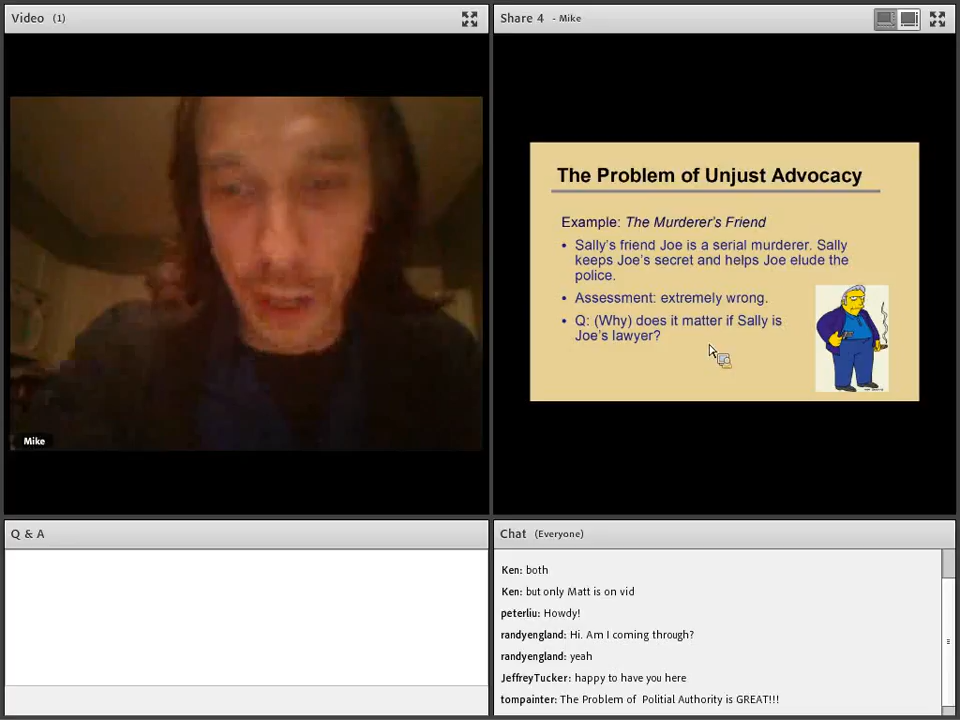 Video (1)
Mike
Share 4 - Mike
The Problem of Unjust Advocacy
Example: The Murderer's Friend
• Sally's friend Joe is a serial murderer. Sally
keeps Joe's secret and helps Joe elude the
police.
• Assessment: extremely wrong.
• Q: (Why) does it matter if Sally is
Joe's lawyer?
Q & A
Chat (Everyone)
Ken: both
Ken: but only Matt is on vid
peterliu: Howdy!
randyengland: Hi. Am I coming through?
randyengland: yeah
JeffreyTucker: happy to have you here
tompainter: The Problem of Politial Authority is GREAT!!!